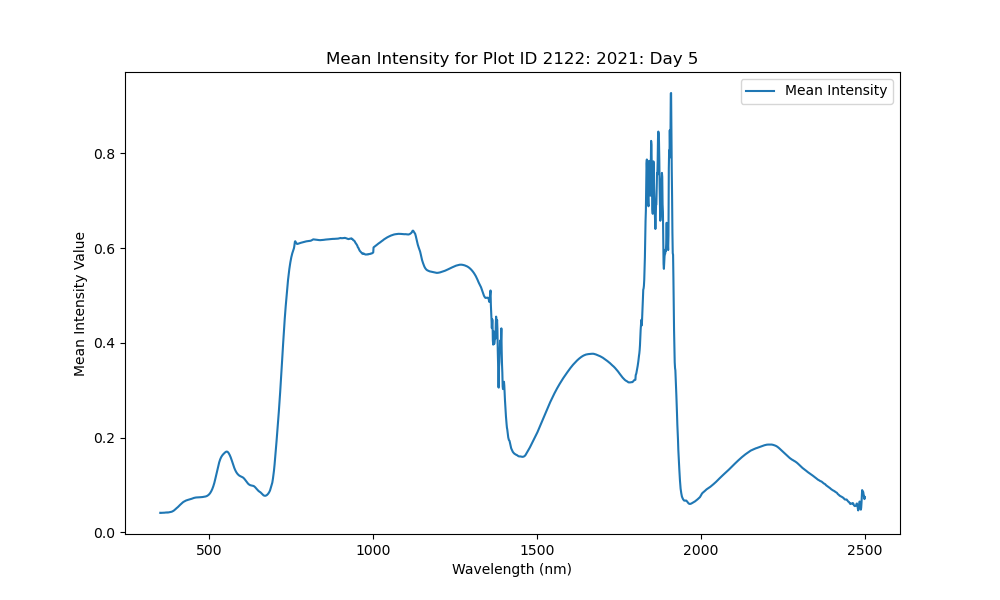 Mean Intensity for Plot ID 2122: 2021: Day 5
Mean Intensity
Mean Intensity Value
0.8
0.6
0.4
0.2
0.0
500
1000
1500
2000
2500
Wavelength (nm)